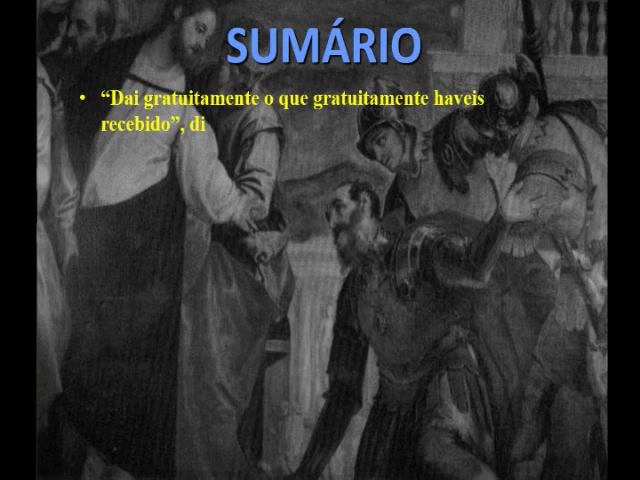 SUMÁRIO
• “Dai gratuitamente o que gratuitamente haveis
recebido”, di